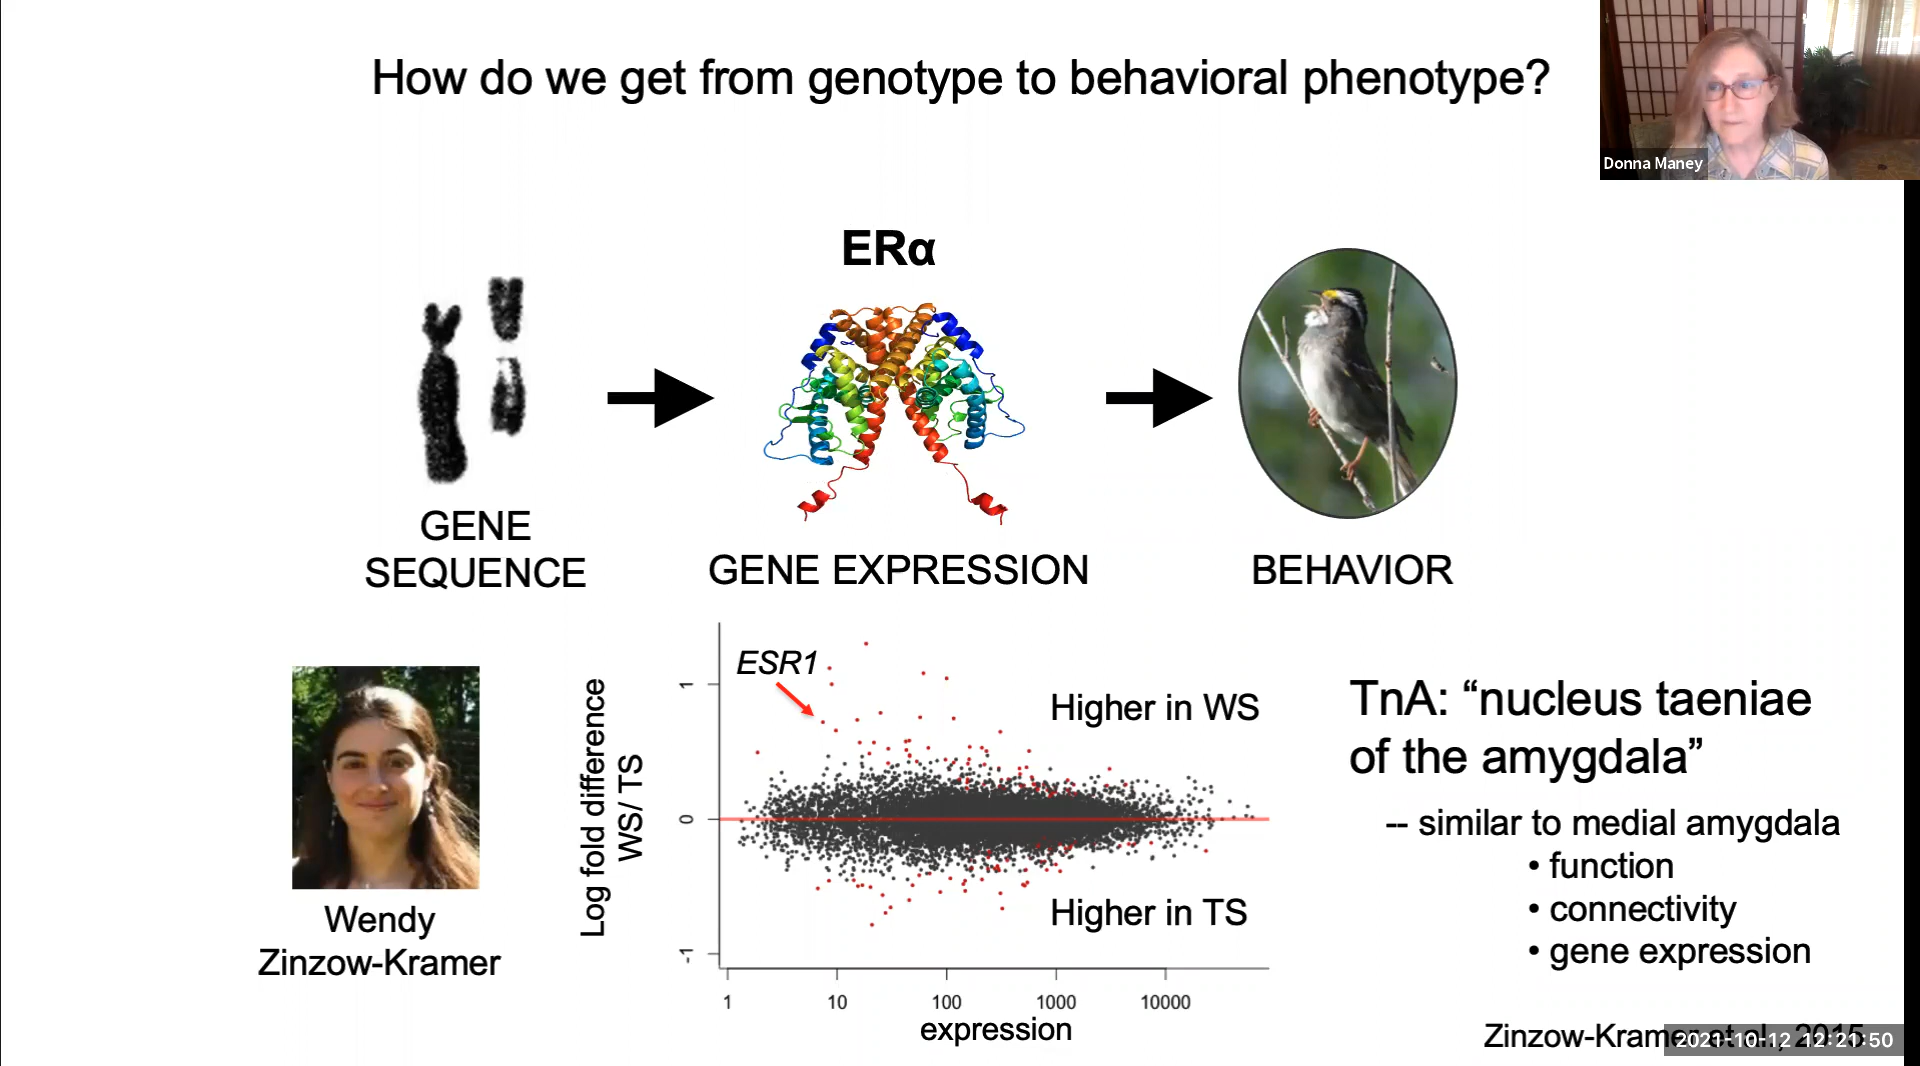 How do we get from genotype to behavioral phenotype?
Donna Maney
ERα
GENE
SEQUENCE
GENE EXPRESSION
BEHAVIOR
Wendy
Zinzow-Kramer
Log fold difference
WS/ TS
1
0
-1
ESR1
Higher in WS
Higher in TS
1
10
100
1000
10000
expression
TnA: “nucleus taeniae
of the amygdala”
-- similar to medial amygdala
• function
• connectivity
• gene expression
Zinzow-Kramer et al., 2015
2021-10-12 12:21:50